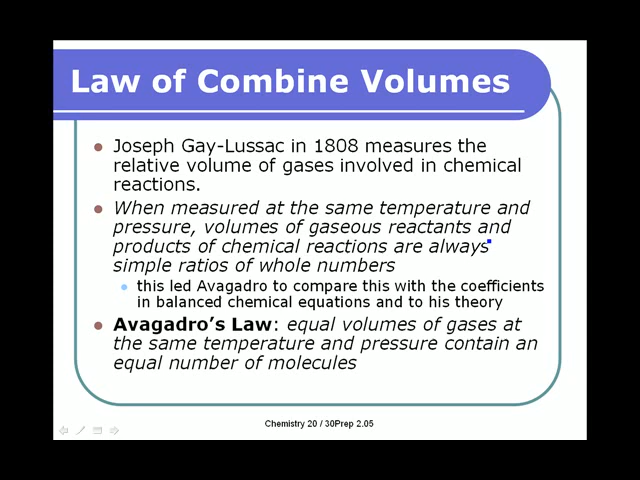 Law of Combine Volumes
Joseph Gay-Lussac in 1808 measures the
relative volume of gases involved in chemical
reactions.
When measured at the same temperature and
pressure, volumes of gaseous reactants and
products of chemical reactions are always
simple ratios of whole numbers
this led Avagadro to compare this with the coefficients
in balanced chemical equations and to his theory
Avagadro's Law: equal volumes of gases at
the same temperature and pressure contain an
equal number of molecules
Chemistry 20 / 30Prep 2.05